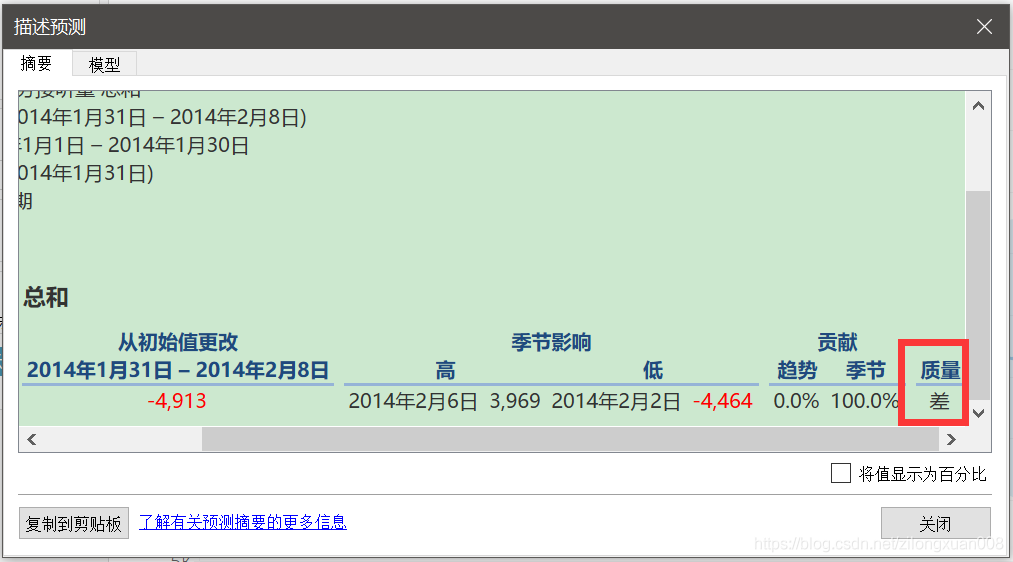 描述预测
摘要 模型
接听量 总和
014年1月31日 – 2014年2月8日)
1月1日 – 2014年1月30日
014年1月31日)
期
总和
从初始值更改 季节影响 贡献
2014年1月31日 – 2014年2月8日 高 低 趋势 季节 质量
-4,913 2014年2月6日 3,969 2014年2月2日 -4,464 0.0% 100.0% 差
将值显示为百分比
复制到剪贴板 了解有关预测摘要的更多信息 关闭
https://blog.csdn.net/zilongxuan008